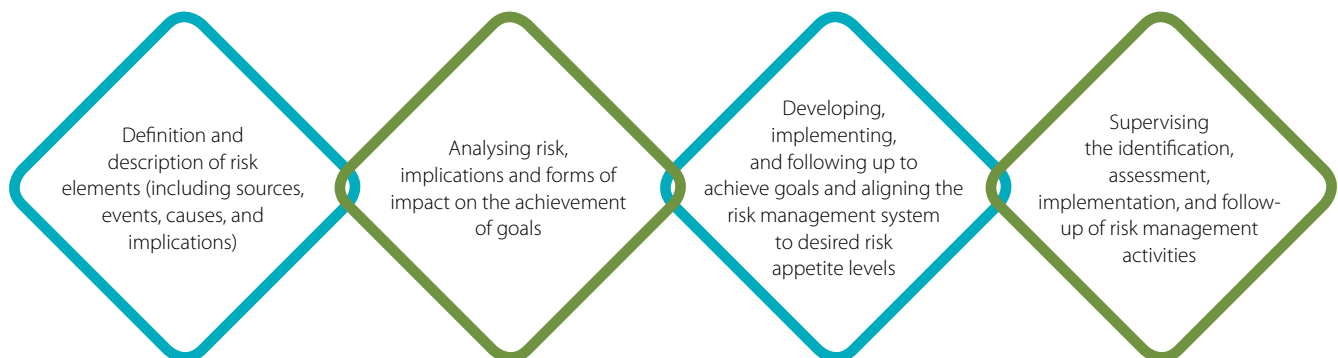 Definition and
description of risk
elements (including sources,
events, causes, and
implications)
Analysing risk,
implications and forms of
impact on the achievement
of goals
Developing,
implementing,
and following up to
achieve goals and aligning the
risk management system
to desired risk
appetite levels
Supervising
the identification,
assessment,
implementation, and follow-
up of risk management
activities